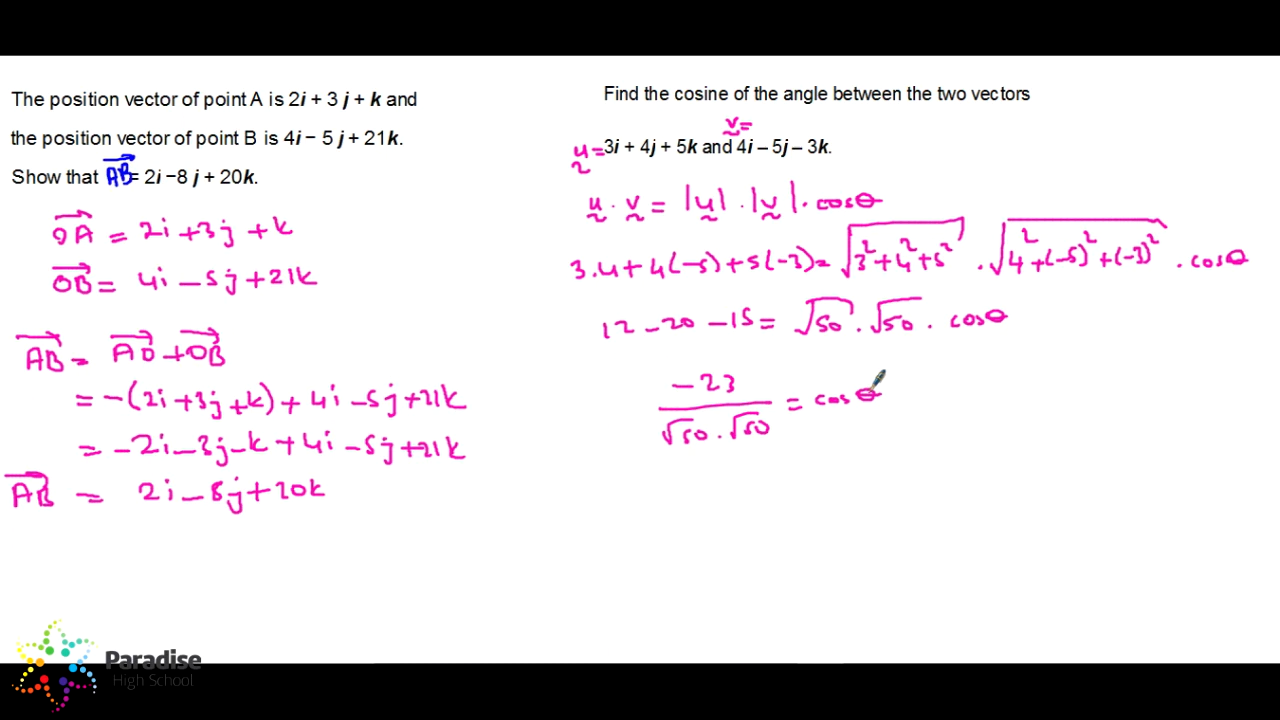 The position vector of point A is 2i + 3 j + k and
the position vector of point B is 4i − 5 j + 21k.
Show that AB = 2i −8 j + 20k.
OA = 2i +3j +k
OB = 4i − 5j +21k
AB = AO + OB
= −(2i +3j +k) + 4i − 5j +21k
= −2i −3j −k + 4i −5j +21k
AB = 2i − 8j +20k
Find the cosine of the angle between the two vectors
v=
u= 3i + 4j + 5k and 4i – 5j – 3k.
u . v = |u| . |v| . cosθ
3.4 + 4(−5) + 5(−3) = √3²+4²+5² . √4²+(−5)²+(−3)² . cosθ
12 − 20 − 15 = √50 . √50 . cosθ
−23
√50 . √50
= cosθ
Paradise
High School